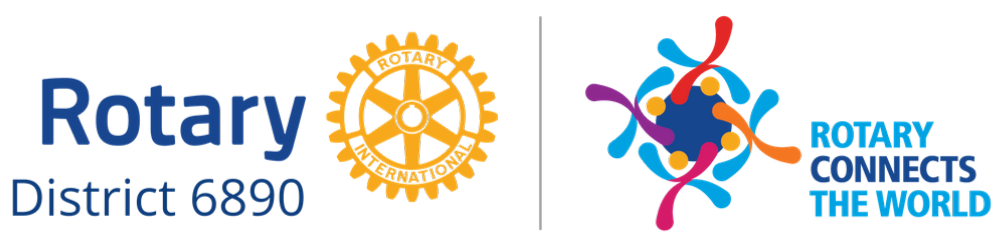 Rotary
District 6890
ROTARY
INTERNATIONAL
ROTARY
CONNECTS
THE WORLD